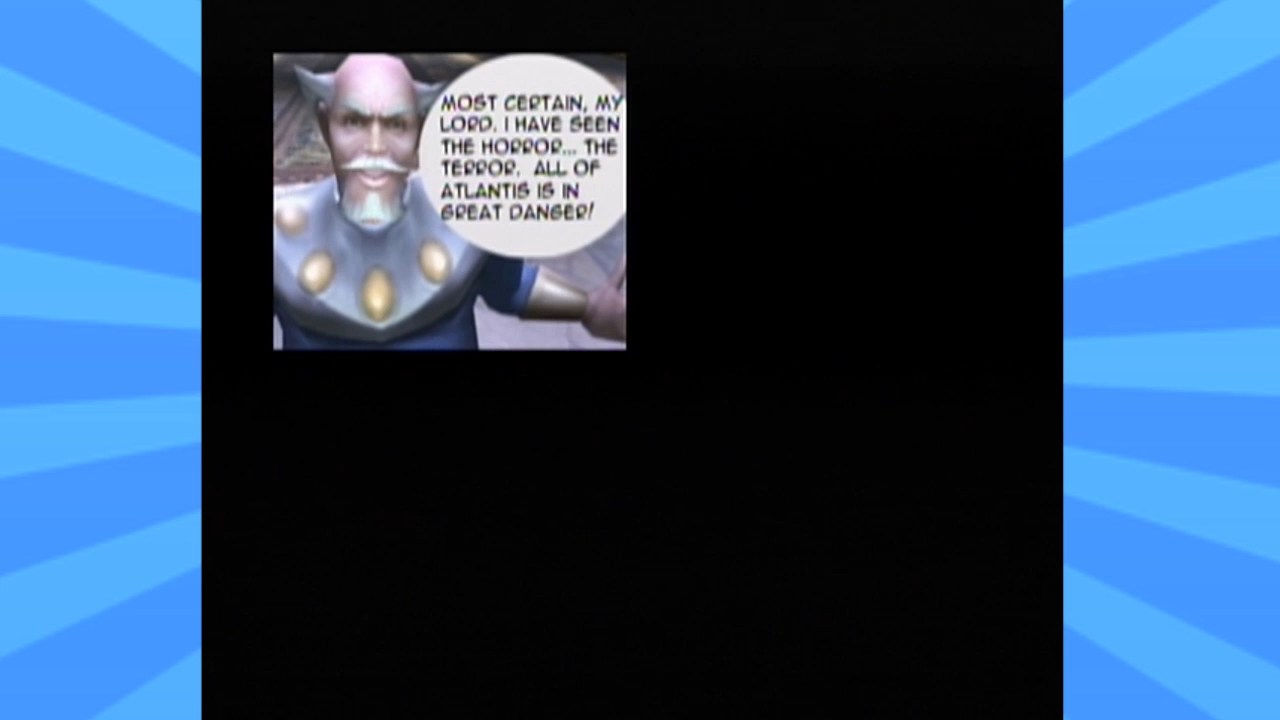 MOST CERTAIN, MY
LORD. I HAVE SEEN
THE HORROR... THE
TERROR. ALL OF
ATLANTIS IS IN
GREAT DANGER!